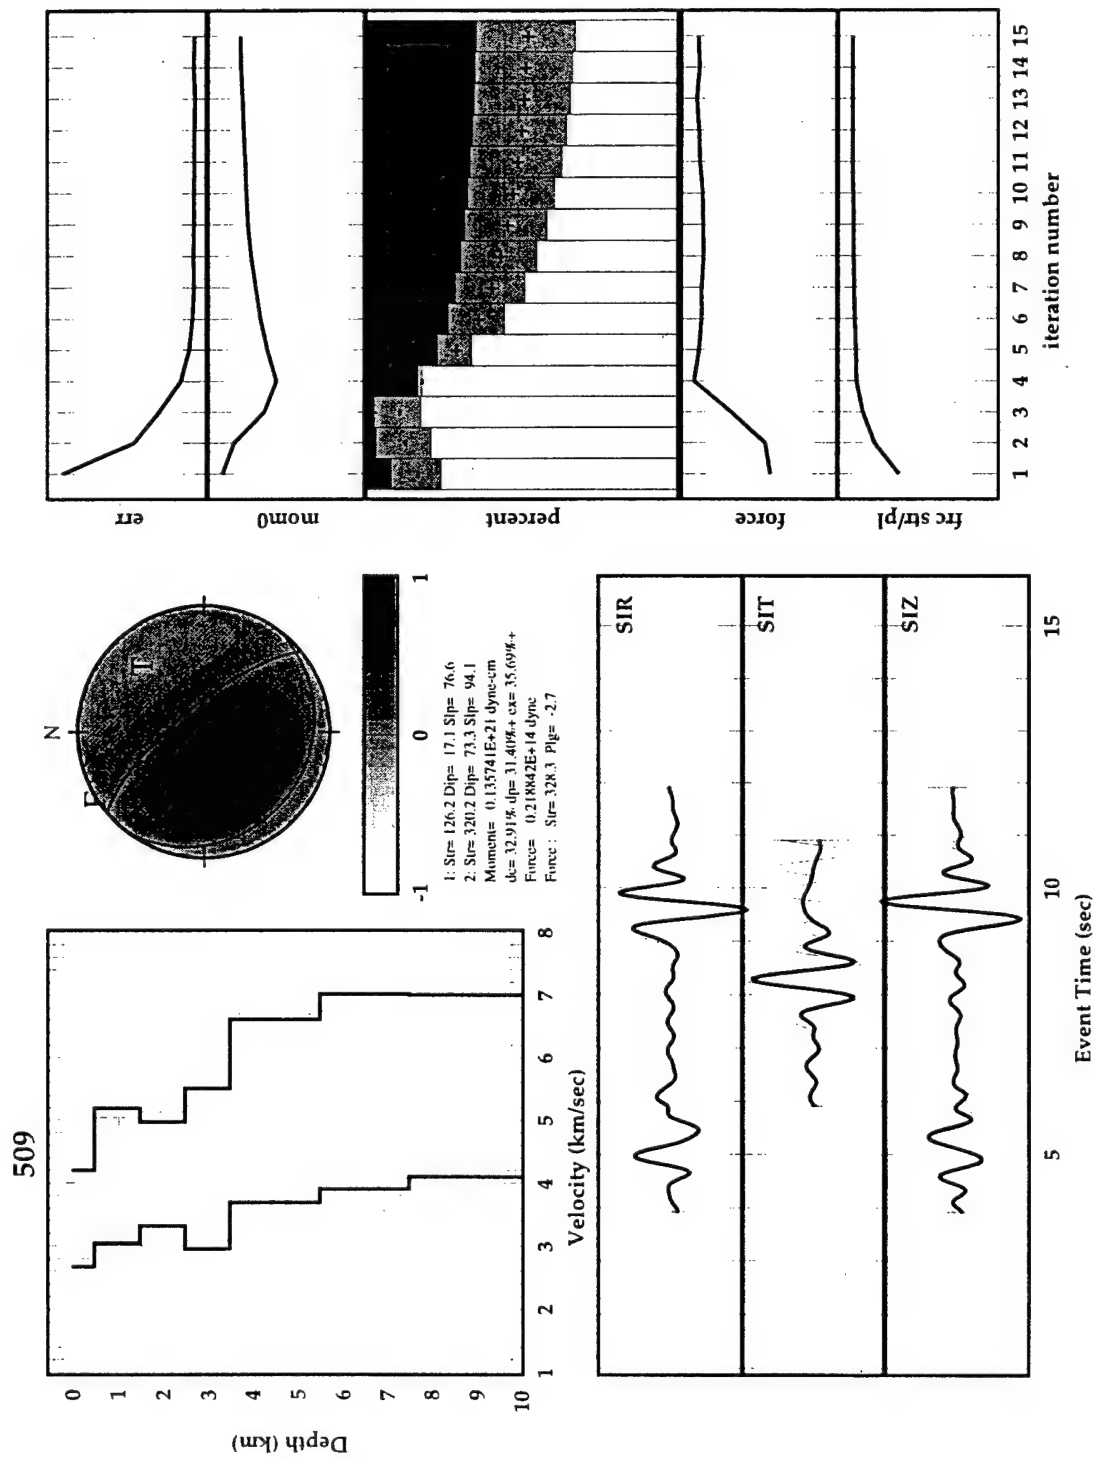 509
0
1
2
3
4
5
6
7
8
9
10
Depth (km)
1 2 3 4 5 6 7 8
Velocity (km/sec)
N
T
-1 0 1
1: Str= 126.2 Dip= 17.1 Slp= 76.6
2: Str= 320.2 Dip= 73.3 Slp= 94.1
Moment= 0.135741E+21 dyne-cm
dc= 32.91% dp= 31.40%+ ex= 35.69%+
Force= 0.218842E+14 dyne
Force : Str= 328.3 Plg= -2.7
SIR
SIT
SIZ
5 10 15
Event Time (sec)
err
mom0
percent
force
frc str/pl
1 2 3 4 5 6 7 8 9 10 11 12 13 14 15
iteration number